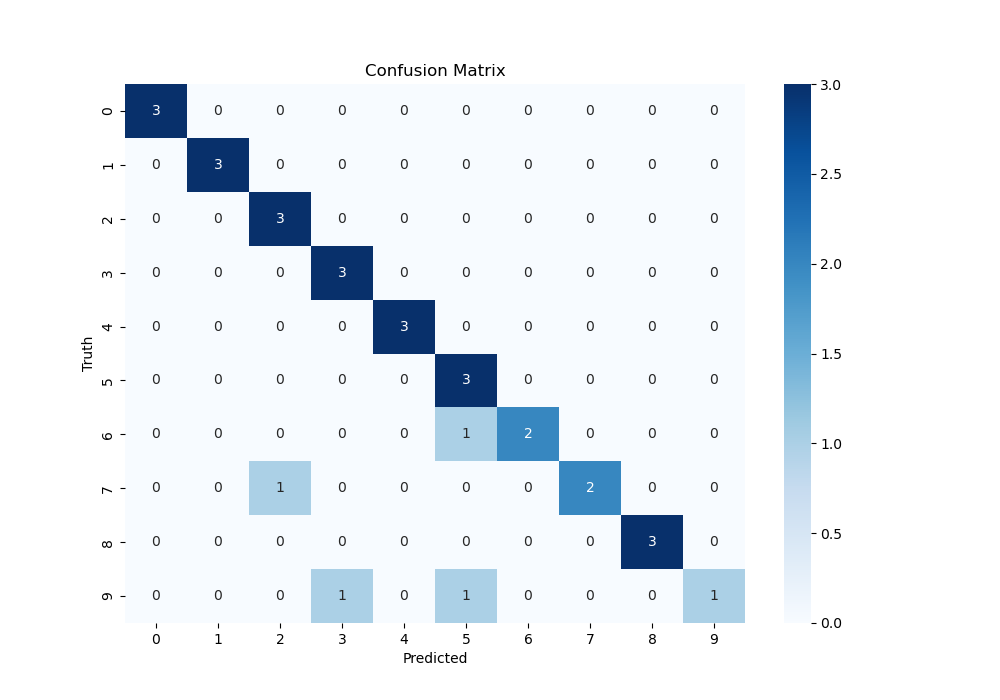 Confusion Matrix
0 3 0 0 0 0 0 0 0 0 0
1 0 3 0 0 0 0 0 0 0 0
2 0 0 3 0 0 0 0 0 0 0
3 0 0 0 3 0 0 0 0 0 0
4 0 0 0 0 3 0 0 0 0 0
5 0 0 0 0 0 3 0 0 0 0
6 0 0 0 0 0 1 2 0 0 0
7 0 0 1 0 0 0 0 2 0 0
8 0 0 0 0 0 0 0 0 3 0
9 0 0 0 1 0 1 0 0 0 1
0 1 2 3 4 5 6 7 8 9
Predicted
Truth
3.0
2.5
2.0
1.5
1.0
0.5
0.0